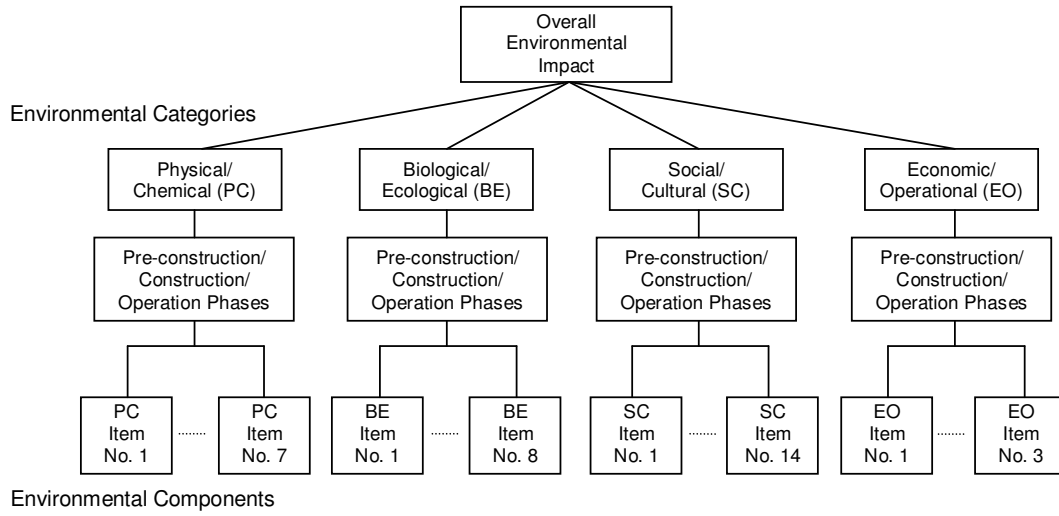 Overall
Environmental
Impact
Environmental Categories
Physical/
Chemical (PC)
Biological/
Ecological (BE)
Social/
Cultural (SC)
Economic/
Operational (EO)
Pre-construction/
Construction/
Operation Phases
Pre-construction/
Construction/
Operation Phases
Pre-construction/
Construction/
Operation Phases
Pre-construction/
Construction/
Operation Phases
PC
Item
No. 1
........
PC
Item
No. 7
BE
Item
No. 1
........
BE
Item
No. 8
SC
Item
No. 1
........
SC
Item
No. 14
EO
Item
No. 1
........
EO
Item
No. 3
Environmental Components